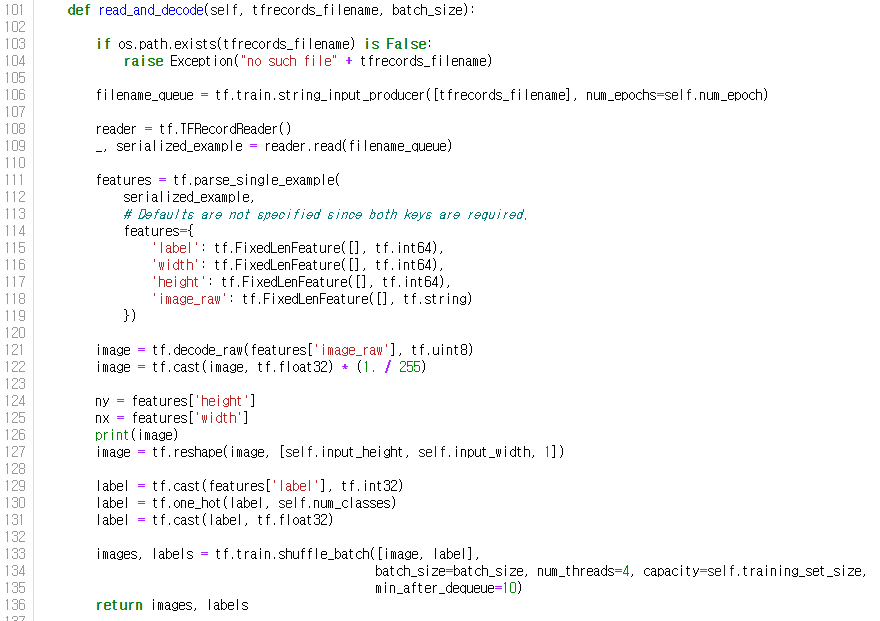 101 def read_and_decode(self, tfrecords_filename, batch_size):
102
103 if os.path.exists(tfrecords_filename) is False:
104 raise Exception("no such file" + tfrecords_filename)
105
106 filename_queue = tf.train.string_input_producer([tfrecords_filename], num_epochs=self.num_epoch)
107
108 reader = tf.TFRecordReader()
109 _, serialized_example = reader.read(filename_queue)
110
111 features = tf.parse_single_example(
112 serialized_example,
113 # Defaults are not specified since both keys are required.
114 features={
115 'label': tf.FixedLenFeature([], tf.int64),
116 'width': tf.FixedLenFeature([], tf.int64),
117 'height': tf.FixedLenFeature([], tf.int64),
118 'image_raw': tf.FixedLenFeature([], tf.string)
119 })
120
121 image = tf.decode_raw(features['image_raw'], tf.uint8)
122 image = tf.cast(image, tf.float32) * (1. / 255)
123
124 ny = features['height']
125 nx = features['width']
126 print(image)
127 image = tf.reshape(image, [self.input_height, self.input_width, 1])
128
129 label = tf.cast(features['label'], tf.int32)
130 label = tf.one_hot(label, self.num_classes)
131 label = tf.cast(label, tf.float32)
132
133 images, labels = tf.train.shuffle_batch([image, label],
134 batch_size=batch_size, num_threads=4, capacity=self.training_set_size,
135 min_after_dequeue=10)
136 return images, labels
137